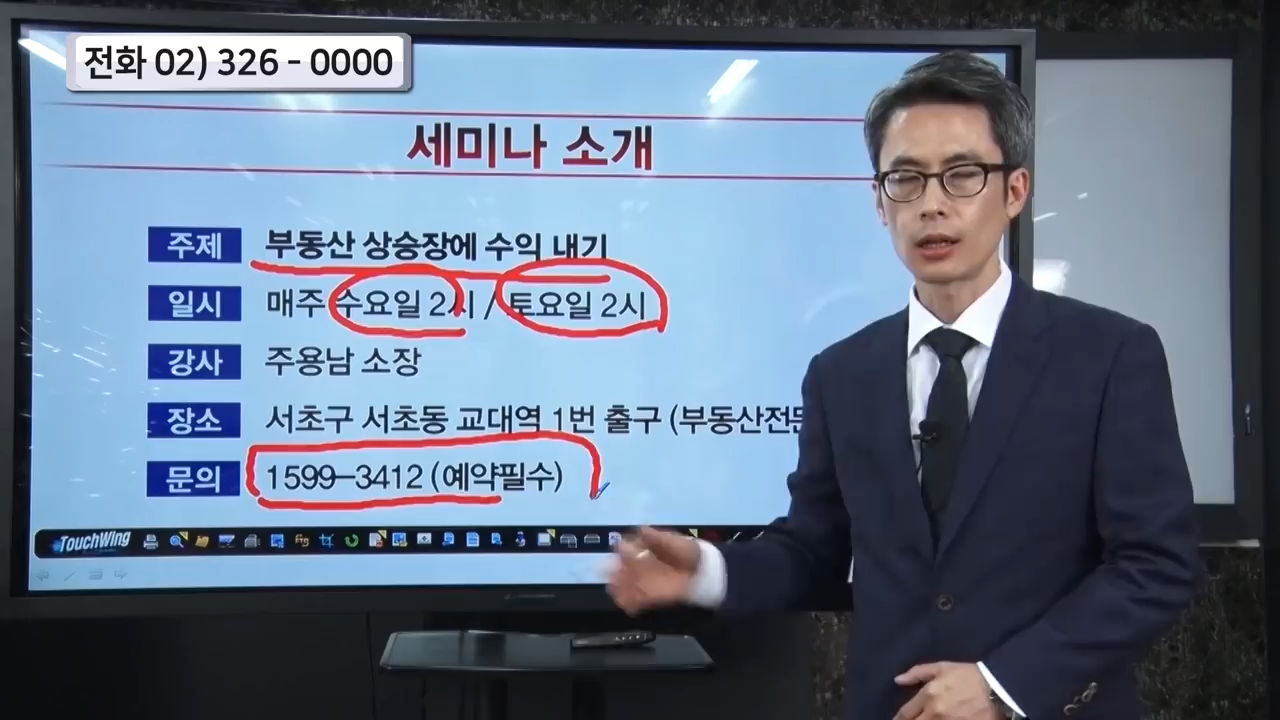 전화 02) 326 - 0000
세미나 소개
주제 부동산 상승장에 수익 내기
일시 매주 수요일 2시 / 토요일 2시
강사 주용남 소장
장소 서초구 서초동 교대역 1번 출구 (부동산전문
문의 1599-3412 (예약필수)
TouchWing